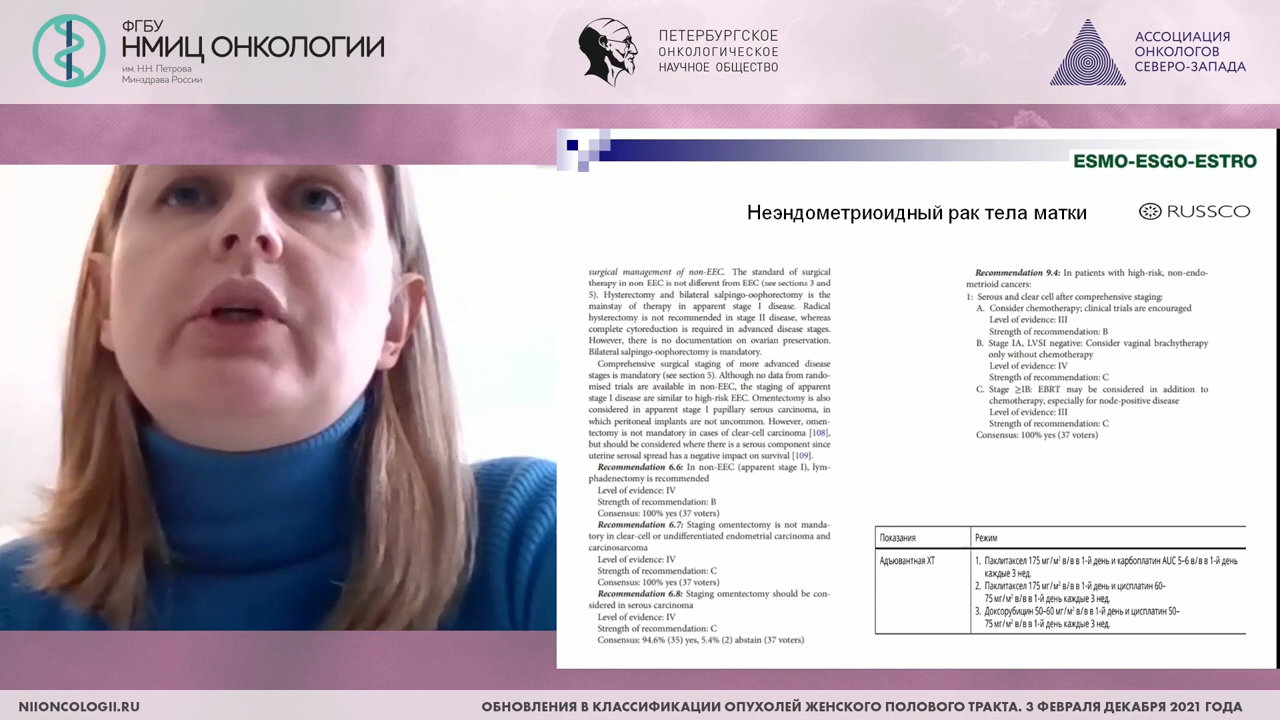 ФГБУ
НМИЦ ОНКОЛОГИИ
им. Н.Н. Петрова
Минздрава России
ПЕТЕРБУРГСКОЕ
ОНКОЛОГИЧЕСКОЕ
НАУЧНОЕ ОБЩЕСТВО
АССОЦИАЦИЯ
ОНКОЛОГОВ
СЕВЕРО-ЗАПАДА
ESMO-ESGO-ESTRO
Неэндометриоидный рак тела матки
RUSSCO
surgical management of non-EEC. The standard of surgical
therapy in non EEC is not different from EEC (see sections 3 and
5). Hysterectomy and bilateral salpingo-oophorectomy is the
mainstay of therapy in apparent stage I disease. Radical
hysterectomy is not recommended in stage II disease, whereas
complete cytoreduction is required in advanced disease stages.
However, there is no documentation on ovarian preservation.
Bilateral salpingo-oophorectomy is mandatory.
Comprehensive surgical staging of more advanced disease
stages is mandatory (see section 5). Although no data from rando-
mised trials are available in non-EEC, the staging of apparent
stage I disease are similar to high-risk EEC. Omentectomy is also
considered in apparent stage I papillary serous carcinoma, in
which peritoneal implants are not uncommon. However, omen-
tectomy is not mandatory in cases of clear-cell carcinoma [108],
but should be considered where there is a serous component since
uterine serosal spread has a negative impact on survival [109].
Recommendation 6.6: In non-EEC (apparent stage I), lym-
phadenectomy is recommended
Level of evidence: IV
Strength of recommendation: B
Consensus: 100% yes (37 voters)
Recommendation 6.7: Staging omentectomy is not manda-
tory in clear-cell or undifferentiated endometrial carcinoma and
carcinosarcoma
Level of evidence: IV
Strength of recommendation: C
Consensus: 100% yes (37 voters)
Recommendation 6.8: Staging omentectomy should be con-
sidered in serous carcinoma
Level of evidence: IV
Strength of recommendation: C
Consensus: 94.6% (35) yes, 5.4% (2) abstain (37 voters)
Recommendation 9.4: In patients with high-risk, non-endo-
metrioid cancers:
1: Serous and clear cell after comprehensive staging:
A. Consider chemotherapy; clinical trials are encouraged
Level of evidence: III
Strength of recommendation: B
B. Stage IA, LVSI negative: Consider vaginal brachytherapy
only without chemotherapy
Level of evidence: IV
Strength of recommendation: C
C. Stage ≥IB: EBRT may be considered in addition to
chemotherapy, especially for node-positive disease
Level of evidence: III
Strength of recommendation: C
Consensus: 100% yes (37 voters)
Показания Режим
Адъювантная ХТ 1. Паклитаксел 175 мг/м² в/в в 1-й день и карбоплатин AUC 5–6 в/в в 1-й день
каждые 3 нед.
2. Паклитаксел 175 мг/м² в/в в 1-й день и цисплатин 60–
75 мг/м² в/в в 1-й день каждые 3 нед.
3. Доксорубицин 50–60 мг/м² в/в в 1-й день и цисплатин 50–
75 мг/м² в/в в 1-й день каждые 3 нед.
NIIONCOLOGII.RU
ОБНОВЛЕНИЯ В КЛАССИФИКАЦИИ ОПУХОЛЕЙ ЖЕНСКОГО ПОЛОВОГО ТРАКТА. 3 ФЕВРАЛЯ ДЕКАБРЯ 2021 ГОДА